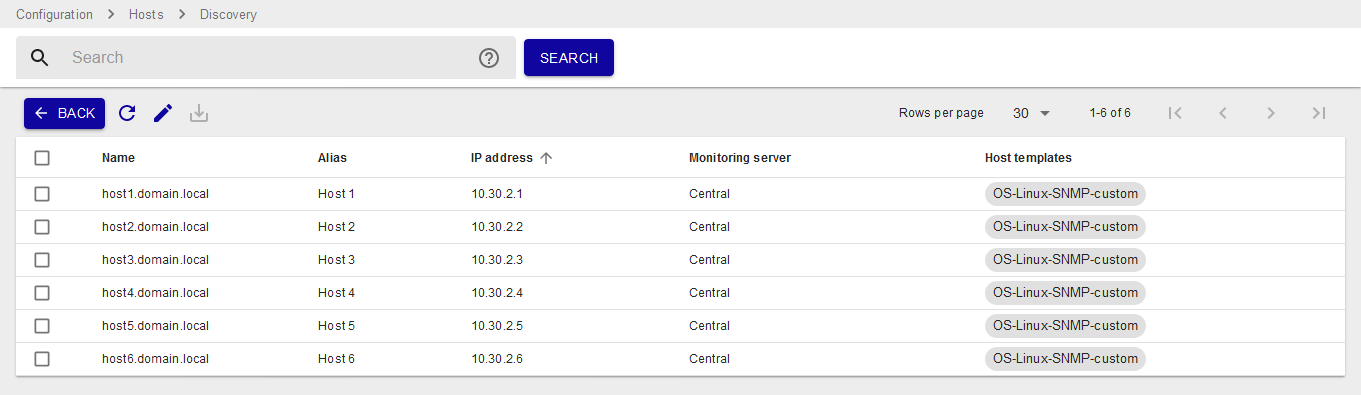 Configuration > Hosts > Discovery
Search SEARCH
BACK Rows per page 30 1-6 of 6
Name Alias IP address Monitoring server Host templates
host1.domain.local Host 1 10.30.2.1 Central OS-Linux-SNMP-custom
host2.domain.local Host 2 10.30.2.2 Central OS-Linux-SNMP-custom
host3.domain.local Host 3 10.30.2.3 Central OS-Linux-SNMP-custom
host4.domain.local Host 4 10.30.2.4 Central OS-Linux-SNMP-custom
host5.domain.local Host 5 10.30.2.5 Central OS-Linux-SNMP-custom
host6.domain.local Host 6 10.30.2.6 Central OS-Linux-SNMP-custom